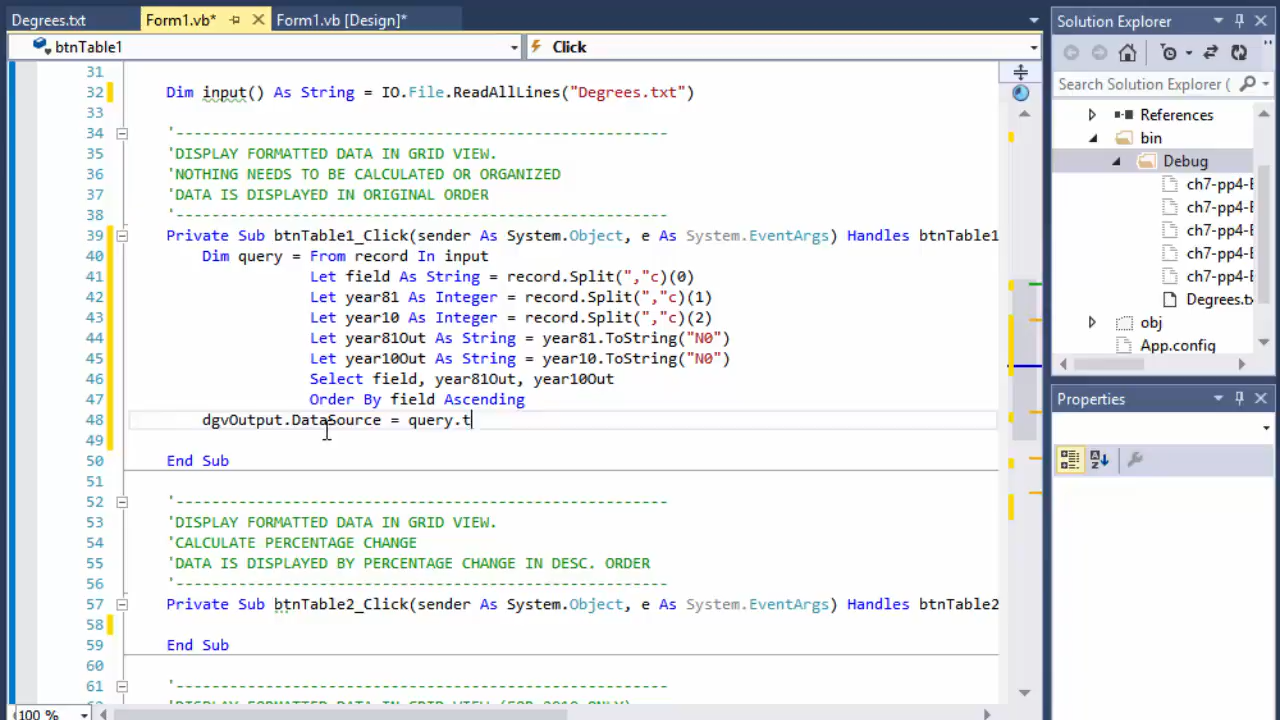 Degrees.txt Form1.vb* Form1.vb [Design]* Solution Explorer
btnTable1 Click
Search Solution Explorer (
31
32 Dim input() As String = IO.File.ReadAllLines("Degrees.txt")
33
34 '-------------------------------------------------------
35 'DISPLAY FORMATTED DATA IN GRID VIEW.
36 'NOTHING NEEDS TO BE CALCULATED OR ORGANIZED
37 'DATA IS DISPLAYED IN ORIGINAL ORDER
38 '-------------------------------------------------------
39 Private Sub btnTable1_Click(sender As System.Object, e As System.EventArgs) Handles btnTable1
40 Dim query = From record In input
41 Let field As String = record.Split(","c)(0)
42 Let year81 As Integer = record.Split(","c)(1)
43 Let year10 As Integer = record.Split(","c)(2)
44 Let year81Out As String = year81.ToString("N0")
45 Let year10Out As String = year10.ToString("N0")
46 Select field, year81Out, year10Out
47 Order By field Ascending
48 dgvOutput.DataSource = query.t
49
50 End Sub
51
52 '-------------------------------------------------------
53 'DISPLAY FORMATTED DATA IN GRID VIEW.
54 'CALCULATE PERCENTAGE CHANGE
55 'DATA IS DISPLAYED BY PERCENTAGE CHANGE IN DESC. ORDER
56 '-------------------------------------------------------
57 Private Sub btnTable2_Click(sender As System.Object, e As System.EventArgs) Handles btnTable2
58
59 End Sub
60
61 '-------------------------------------------------------
100 %
References
bin
Debug
ch7-pp4-
ch7-pp4-
ch7-pp4-
ch7-pp4-
Degrees.tx
obj
App.config
Properties